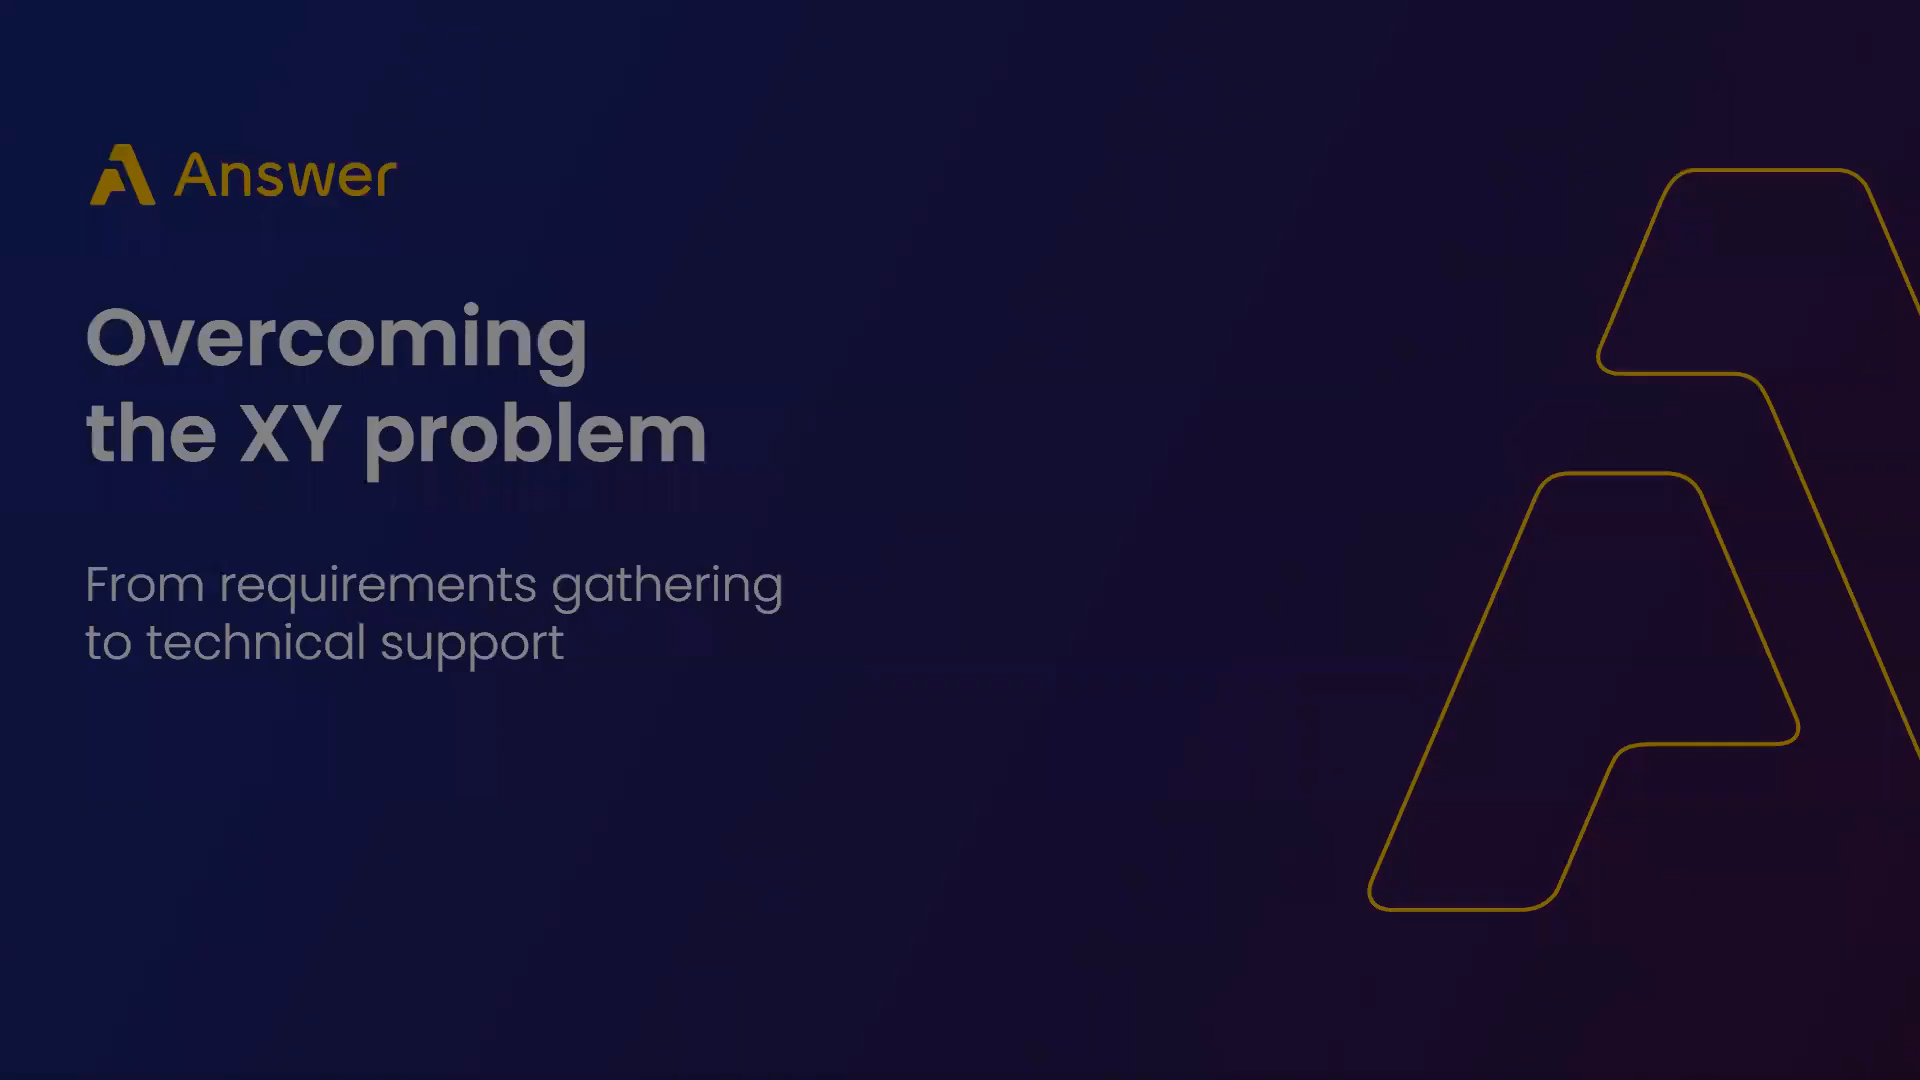 Answer
Overcoming
the XY problem
From requirements gathering
to technical support